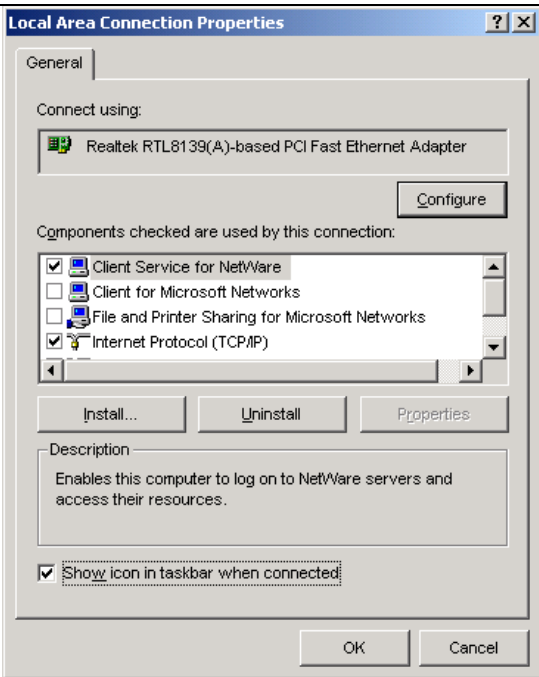 Local Area Connection Properties
General
Connect using:
Realtek RTL8139(A)-based PCI Fast Ethernet Adapter
Configure
Components checked are used by this connection:
Client Service for NetWare
Client for Microsoft Networks
File and Printer Sharing for Microsoft Networks
Internet Protocol (TCP/IP)
Install... Uninstall Properties
Description
Enables this computer to log on to NetWare servers and
access their resources.
Show icon in taskbar when connected
OK Cancel